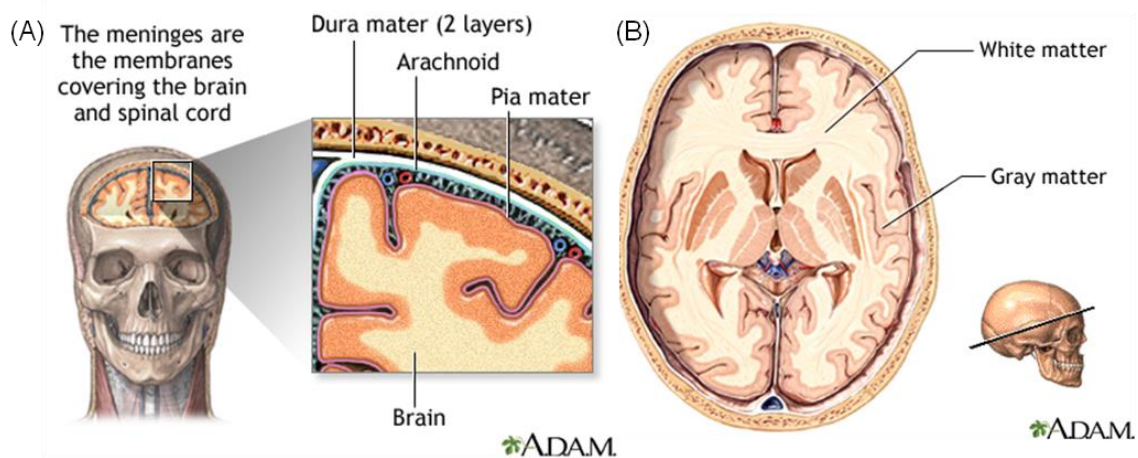 (A)
The meninges are
the membranes
covering the brain
and spinal cord
Dura mater (2 layers)
Arachnoid
Pia mater
Brain
A.D.A.M.
(B)
White matter
Gray matter
A.D.A.M.